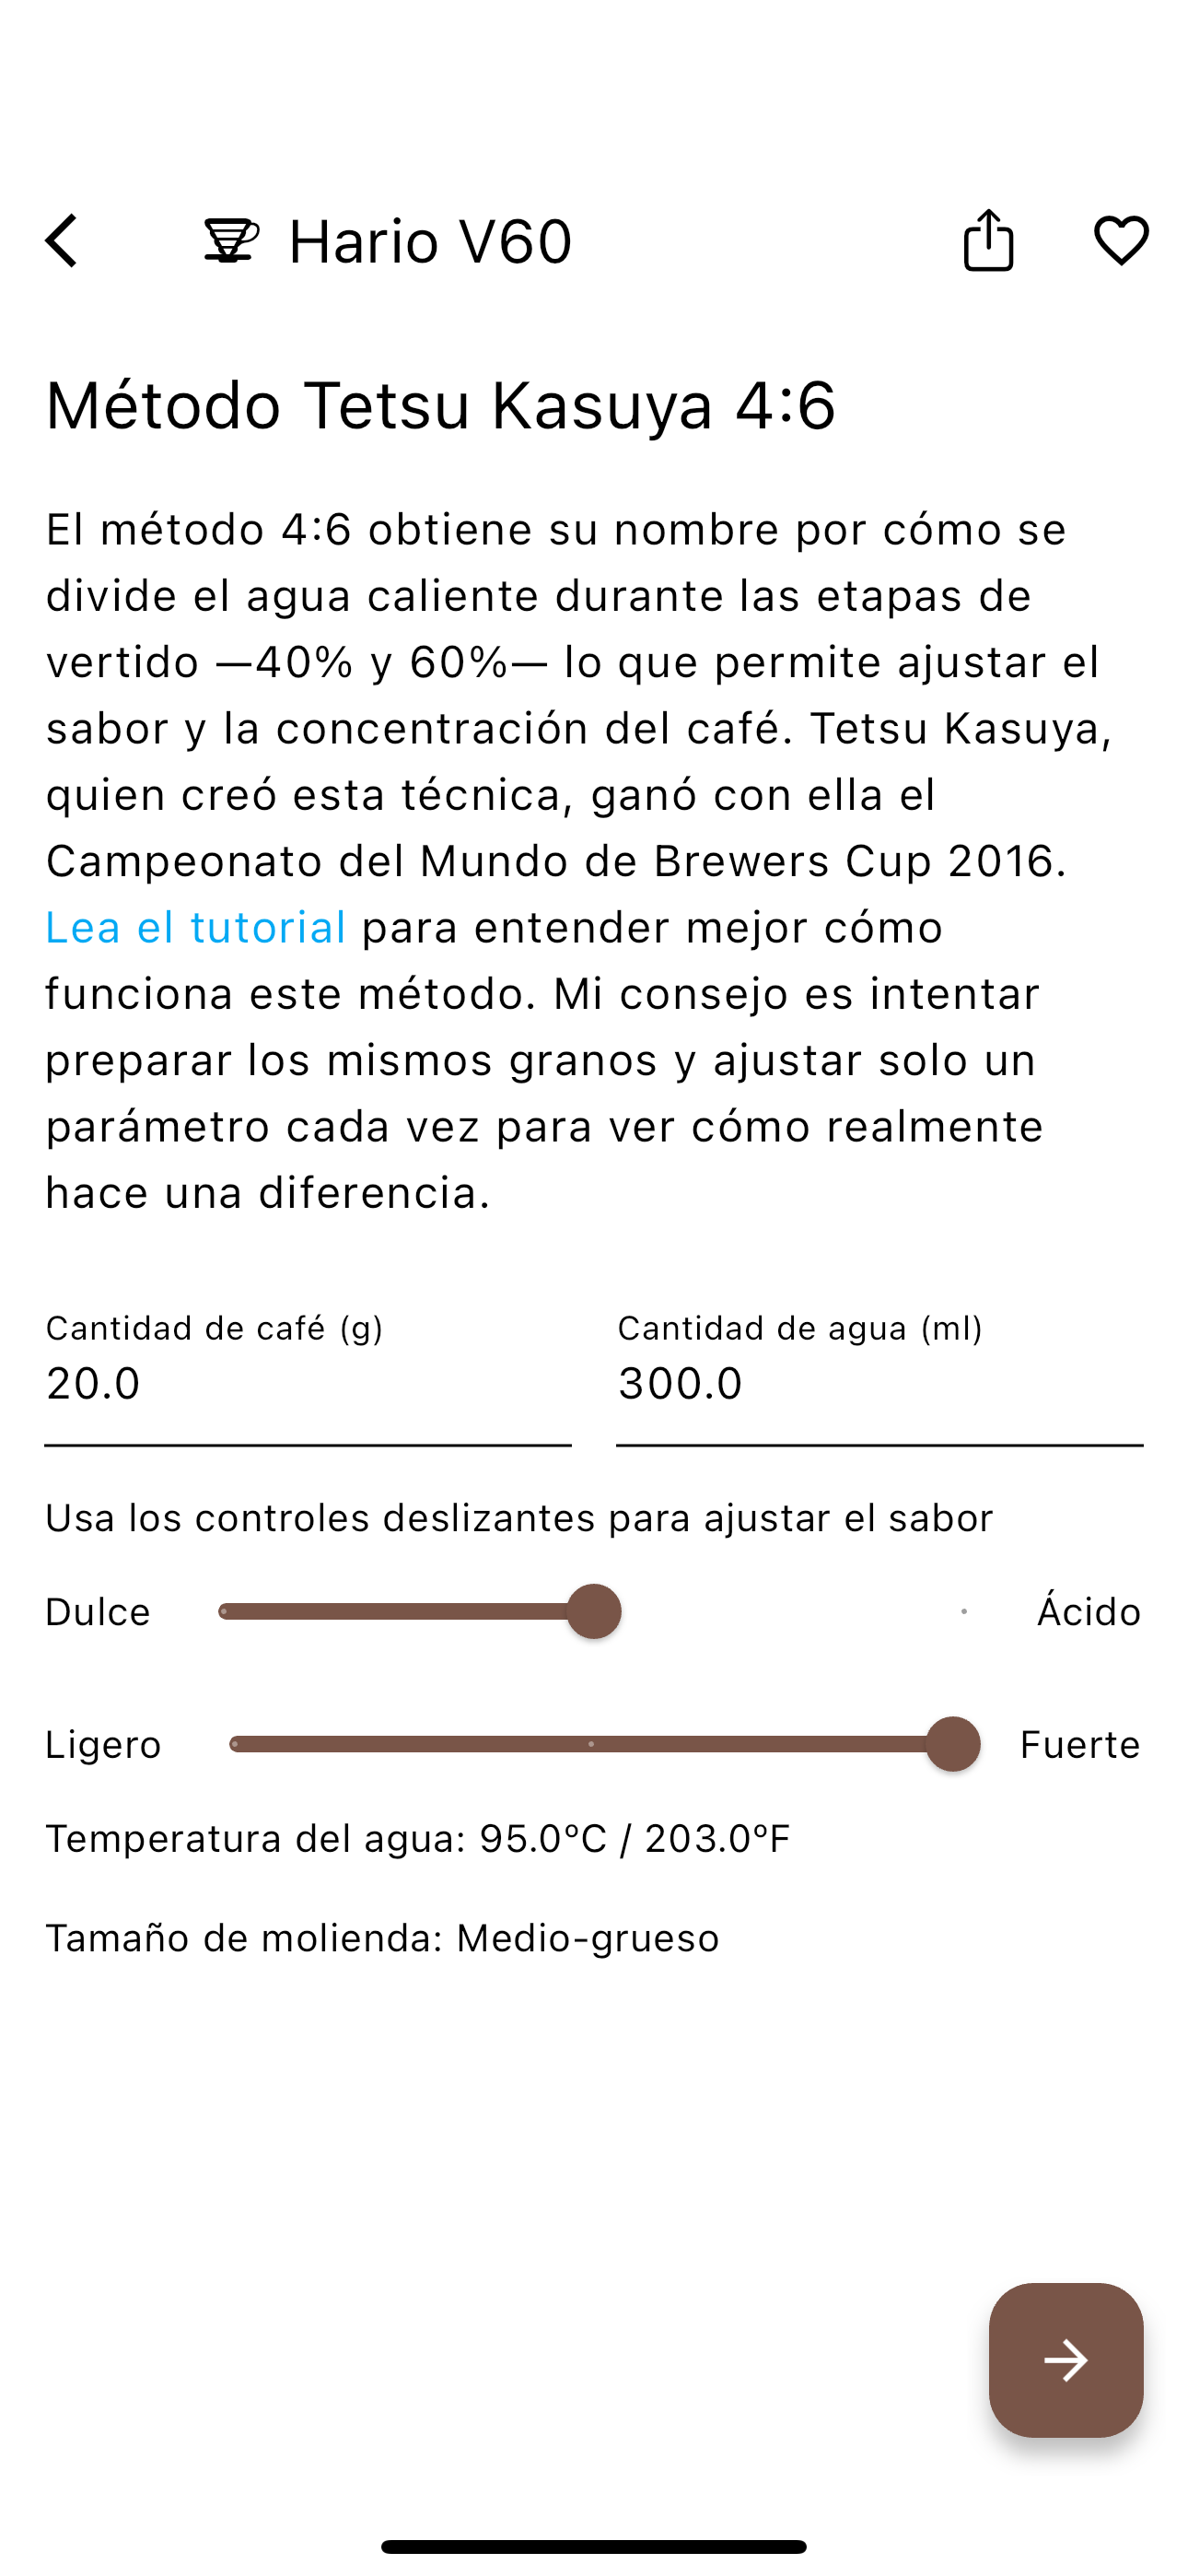 Hario V60
Método Tetsu Kasuya 4:6
El método 4:6 obtiene su nombre por cómo se
divide el agua caliente durante las etapas de
vertido —40% y 60%— lo que permite ajustar el
sabor y la concentración del café. Tetsu Kasuya,
quien creó esta técnica, ganó con ella el
Campeonato del Mundo de Brewers Cup 2016.
Lea el tutorial para entender mejor cómo
funciona este método. Mi consejo es intentar
preparar los mismos granos y ajustar solo un
parámetro cada vez para ver cómo realmente
hace una diferencia.
Cantidad de café (g) Cantidad de agua (ml)
20.0 300.0
Usa los controles deslizantes para ajustar el sabor
Dulce Ácido
Ligero Fuerte
Temperatura del agua: 95.0ºC / 203.0ºF
Tamaño de molienda: Medio-grueso